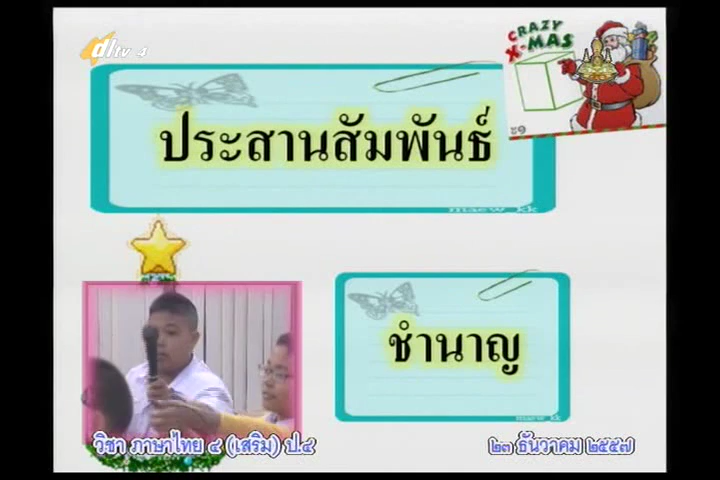 dltv 4
CRAZY
X-MAS
ประสานสัมพันธ์
maew_kk
ชำนาญ
maew_kk
วิชา ภาษาไทย ๔ (เสริม) ป.๔
๒๓ ธันวาคม ๒๕๕๗